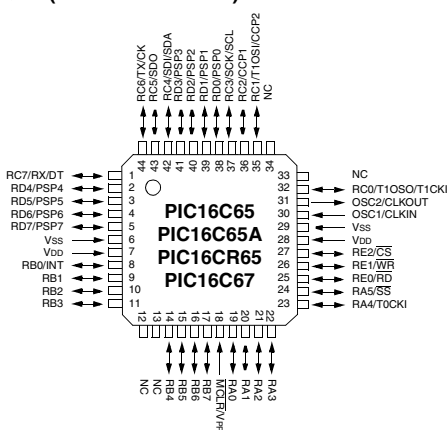 RC6/TX/CK
RC5/SDO
RC4/SDI/SDA
RD3/PSP3
RD2/PSP2
RD1/PSP1
RD0/PSP0
RC3/SCK/SCL
RC2/CCP1
RC1/T1OSI/CCP2
NC
44
43
42
41
40
39
38
37
36
35
34
RC7/RX/DT 1
RD4/PSP4 2
RD5/PSP5 3
RD6/PSP6 4
RD7/PSP7 5
VSS 6
VDD 7
RB0/INT 8
RB1 9
RB2 10
RB3 11
PIC16C65
PIC16C65A
PIC16CR65
PIC16C67
33 NC
32 RC0/T1OSO/T1CKI
31 OSC2/CLKOUT
30 OSC1/CLKIN
29 VSS
28 VDD
27 RE2/CS
26 RE1/WR
25 RE0/RD
24 RA5/SS
23 RA4/T0CKI
12
13
14
15
16
17
18
19
20
21
22
NC
NC
RB4
RB5
RB6
RB7
MCLR/VPP
RA0
RA1
RA2
RA3